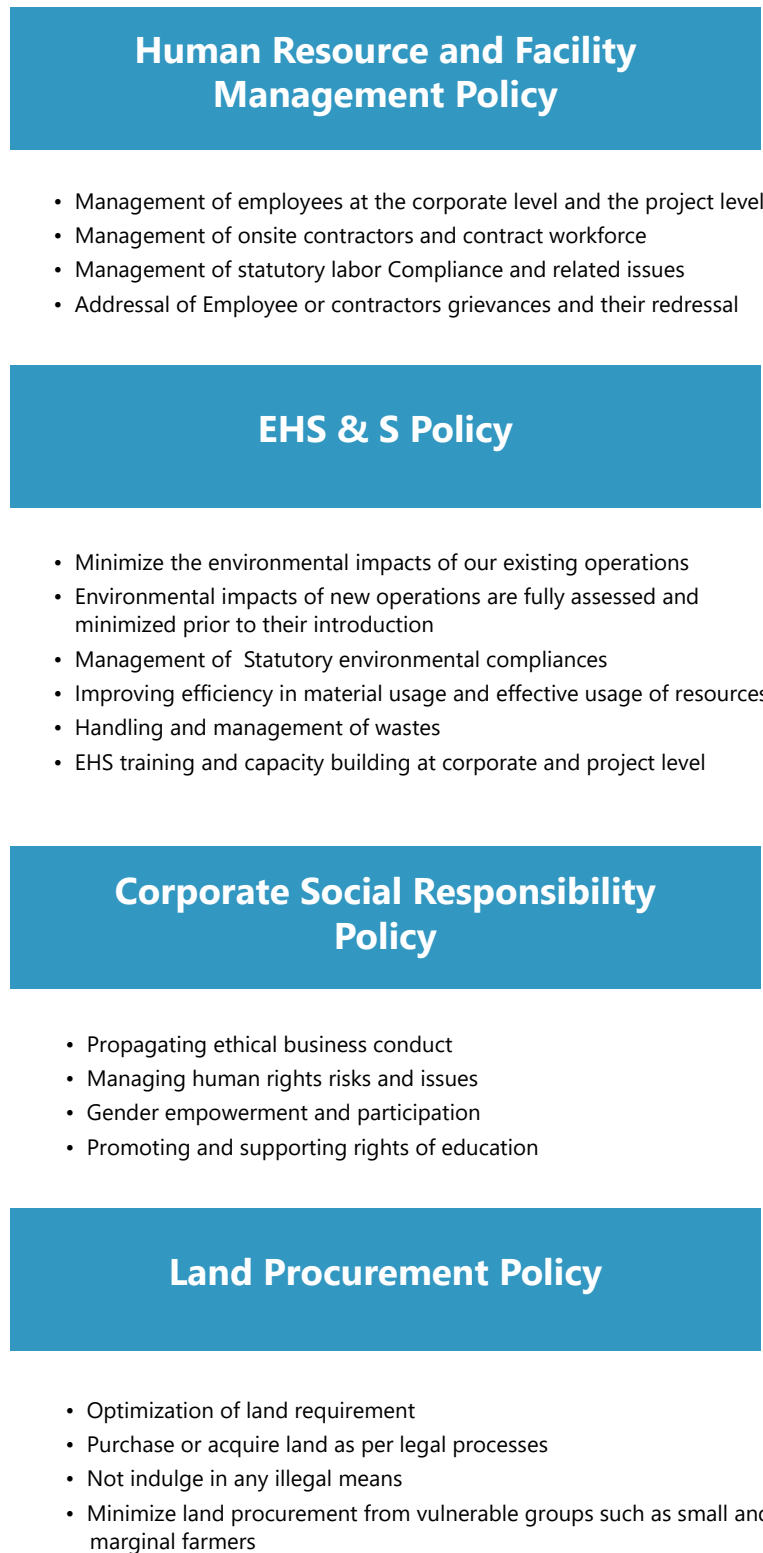 Human Resource and Facility
Management Policy
• Management of employees at the corporate level and the project level
• Management of onsite contractors and contract workforce
• Management of statutory labor Compliance and related issues
• Addressal of Employee or contractors grievances and their redressal
EHS & S Policy
• Minimize the environmental impacts of our existing operations
• Environmental impacts of new operations are fully assessed and
minimized prior to their introduction
• Management of  Statutory environmental compliances
• Improving efficiency in material usage and effective usage of resources
• Handling and management of wastes
• EHS training and capacity building at corporate and project level
Corporate Social Responsibility
Policy
• Propagating ethical business conduct
• Managing human rights risks and issues
• Gender empowerment and participation
• Promoting and supporting rights of education
Land Procurement Policy
• Optimization of land requirement
• Purchase or acquire land as per legal processes
• Not indulge in any illegal means
• Minimize land procurement from vulnerable groups such as small and
marginal farmers